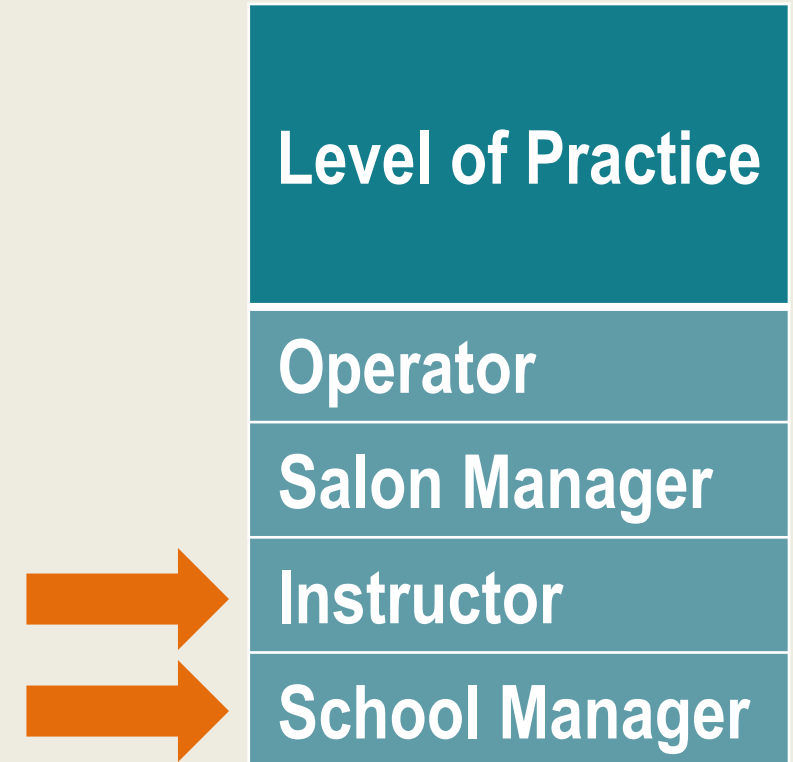 Level of Practice
Operator
Salon Manager
Instructor
School Manager